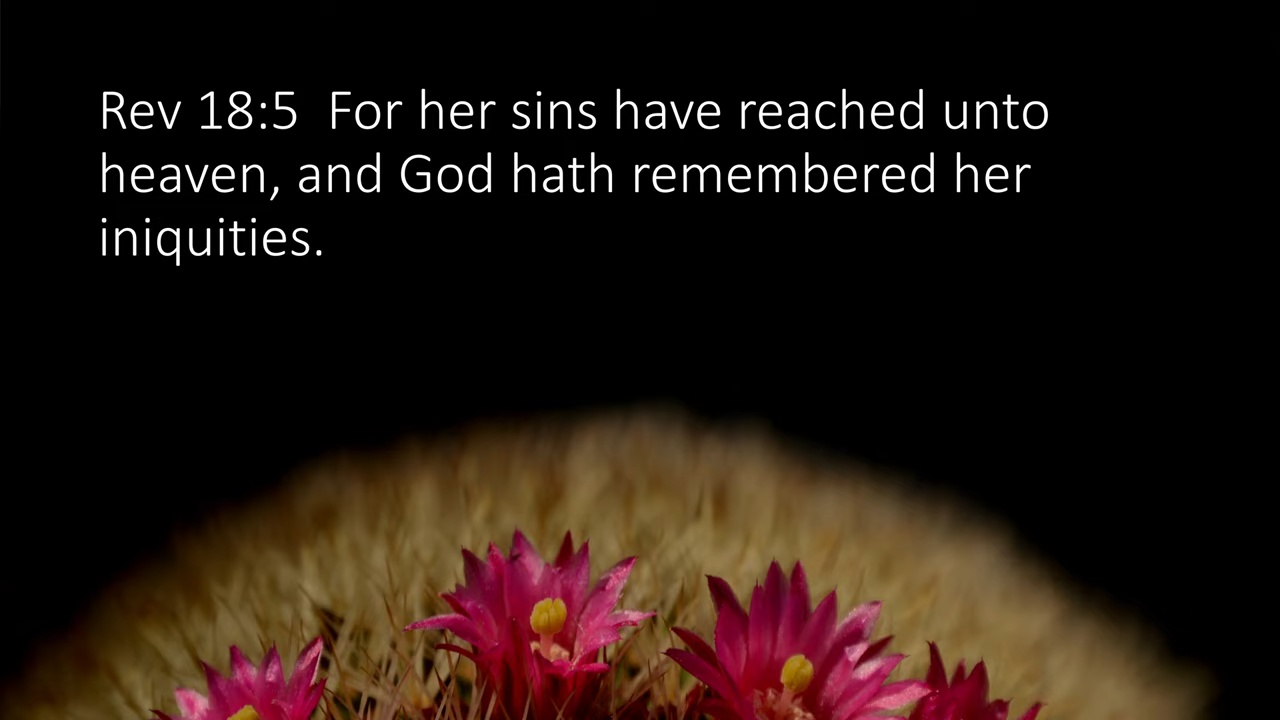 Rev 18:5  For her sins have reached unto
heaven, and God hath remembered her
iniquities.